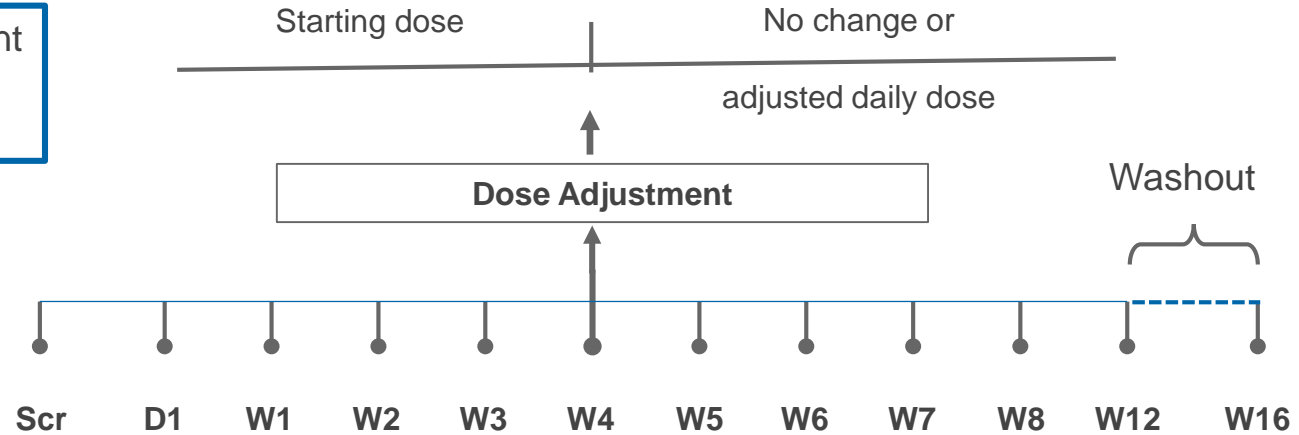 Starting dose
No change or
adjusted daily dose
Dose Adjustment
Washout
Scr D1 W1 W2 W3 W4 W5 W6 W7 W8 W12 W16